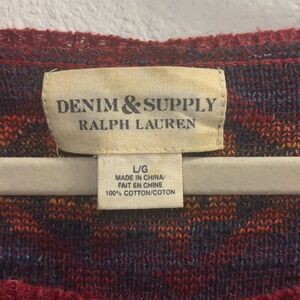 DENIM & SUPPLY
RALPH LAUREN
L/G
MADE IN CHINA/
FAIT EN CHINE
100% COTTON/COTON